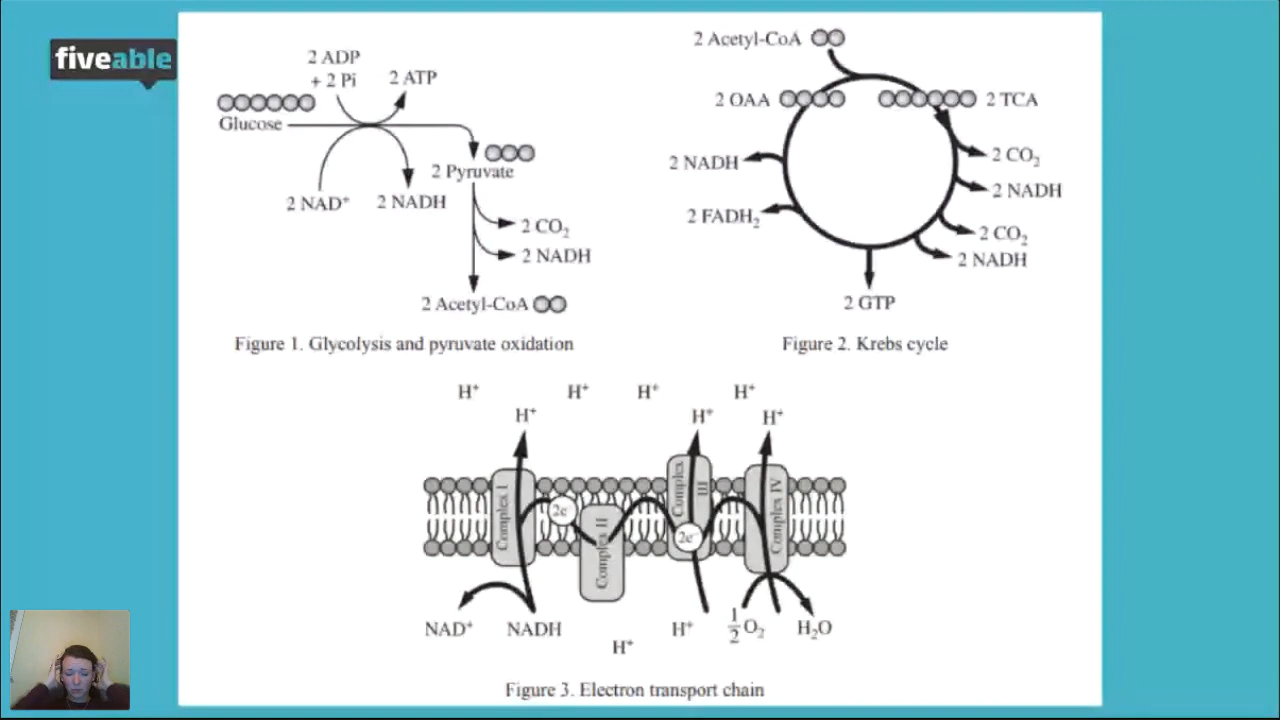 fiveable
2 ADP
+ 2 Pi
2 ATP
Glucose
2 Pyruvate
2 NAD⁺
2 NADH
2 CO₂
2 NADH
2 Acetyl-CoA
Figure 1. Glycolysis and pyruvate oxidation
2 Acetyl-CoA
2 OAA
2 TCA
2 NADH
2 CO₂
2 NADH
2 FADH₂
2 CO₂
2 NADH
2 GTP
Figure 2. Krebs cycle
H⁺
H⁺
H⁺
H⁺
H⁺
H⁺
H⁺
Complex I
2e⁻
Complex II
Complex
III
2e⁻
Complex IV
NAD⁺
NADH
H⁺
H⁺
1/2 O₂
H₂O
Figure 3. Electron transport chain